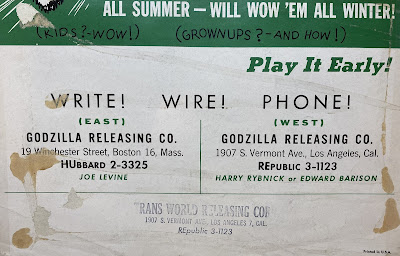 ALL SUMMER — WILL WOW 'EM ALL WINTER!
(KIDS?-WOW!) (GROWNUPS?-AND HOW!)
Play It Early!
WRITE! WIRE! PHONE!
(EAST)
GODZILLA RELEASING CO.
19 Winchester Street, Boston 16, Mass.
HUbbard 2-3325
JOE LEVINE
(WEST)
GODZILLA RELEASING CO.
1907 S. Vermont Ave., Los Angeles, Cal.
REpublic 3-1123
HARRY RYBNICK or EDWARD BARISON
TRANS WORLD RELEASING COR
1907 S. VERMONT AVE., LOS ANGELES 7, CAL.
REpublic 3-1123
Printed in U.S.A.